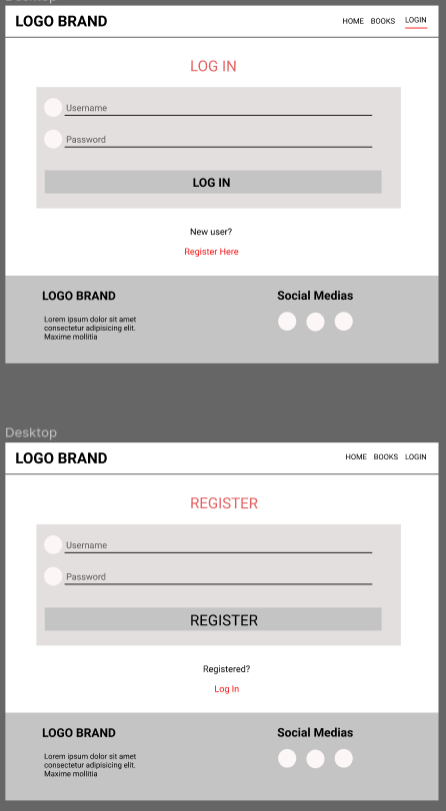 Desktop
LOGO BRAND
HOME BOOKS LOGIN
LOG IN
Username
Password
LOG IN
New user?
Register Here
LOGO BRAND
Social Medias
Lorem ipsum dolor sit amet
consectetur adipisicing elit.
Maxime mollitia
Desktop
LOGO BRAND
HOME BOOKS LOGIN
REGISTER
Username
Password
REGISTER
Registered?
Log In
LOGO BRAND
Social Medias
Lorem ipsum dolor sit amet
consectetur adipisicing elit.
Maxime mollitia